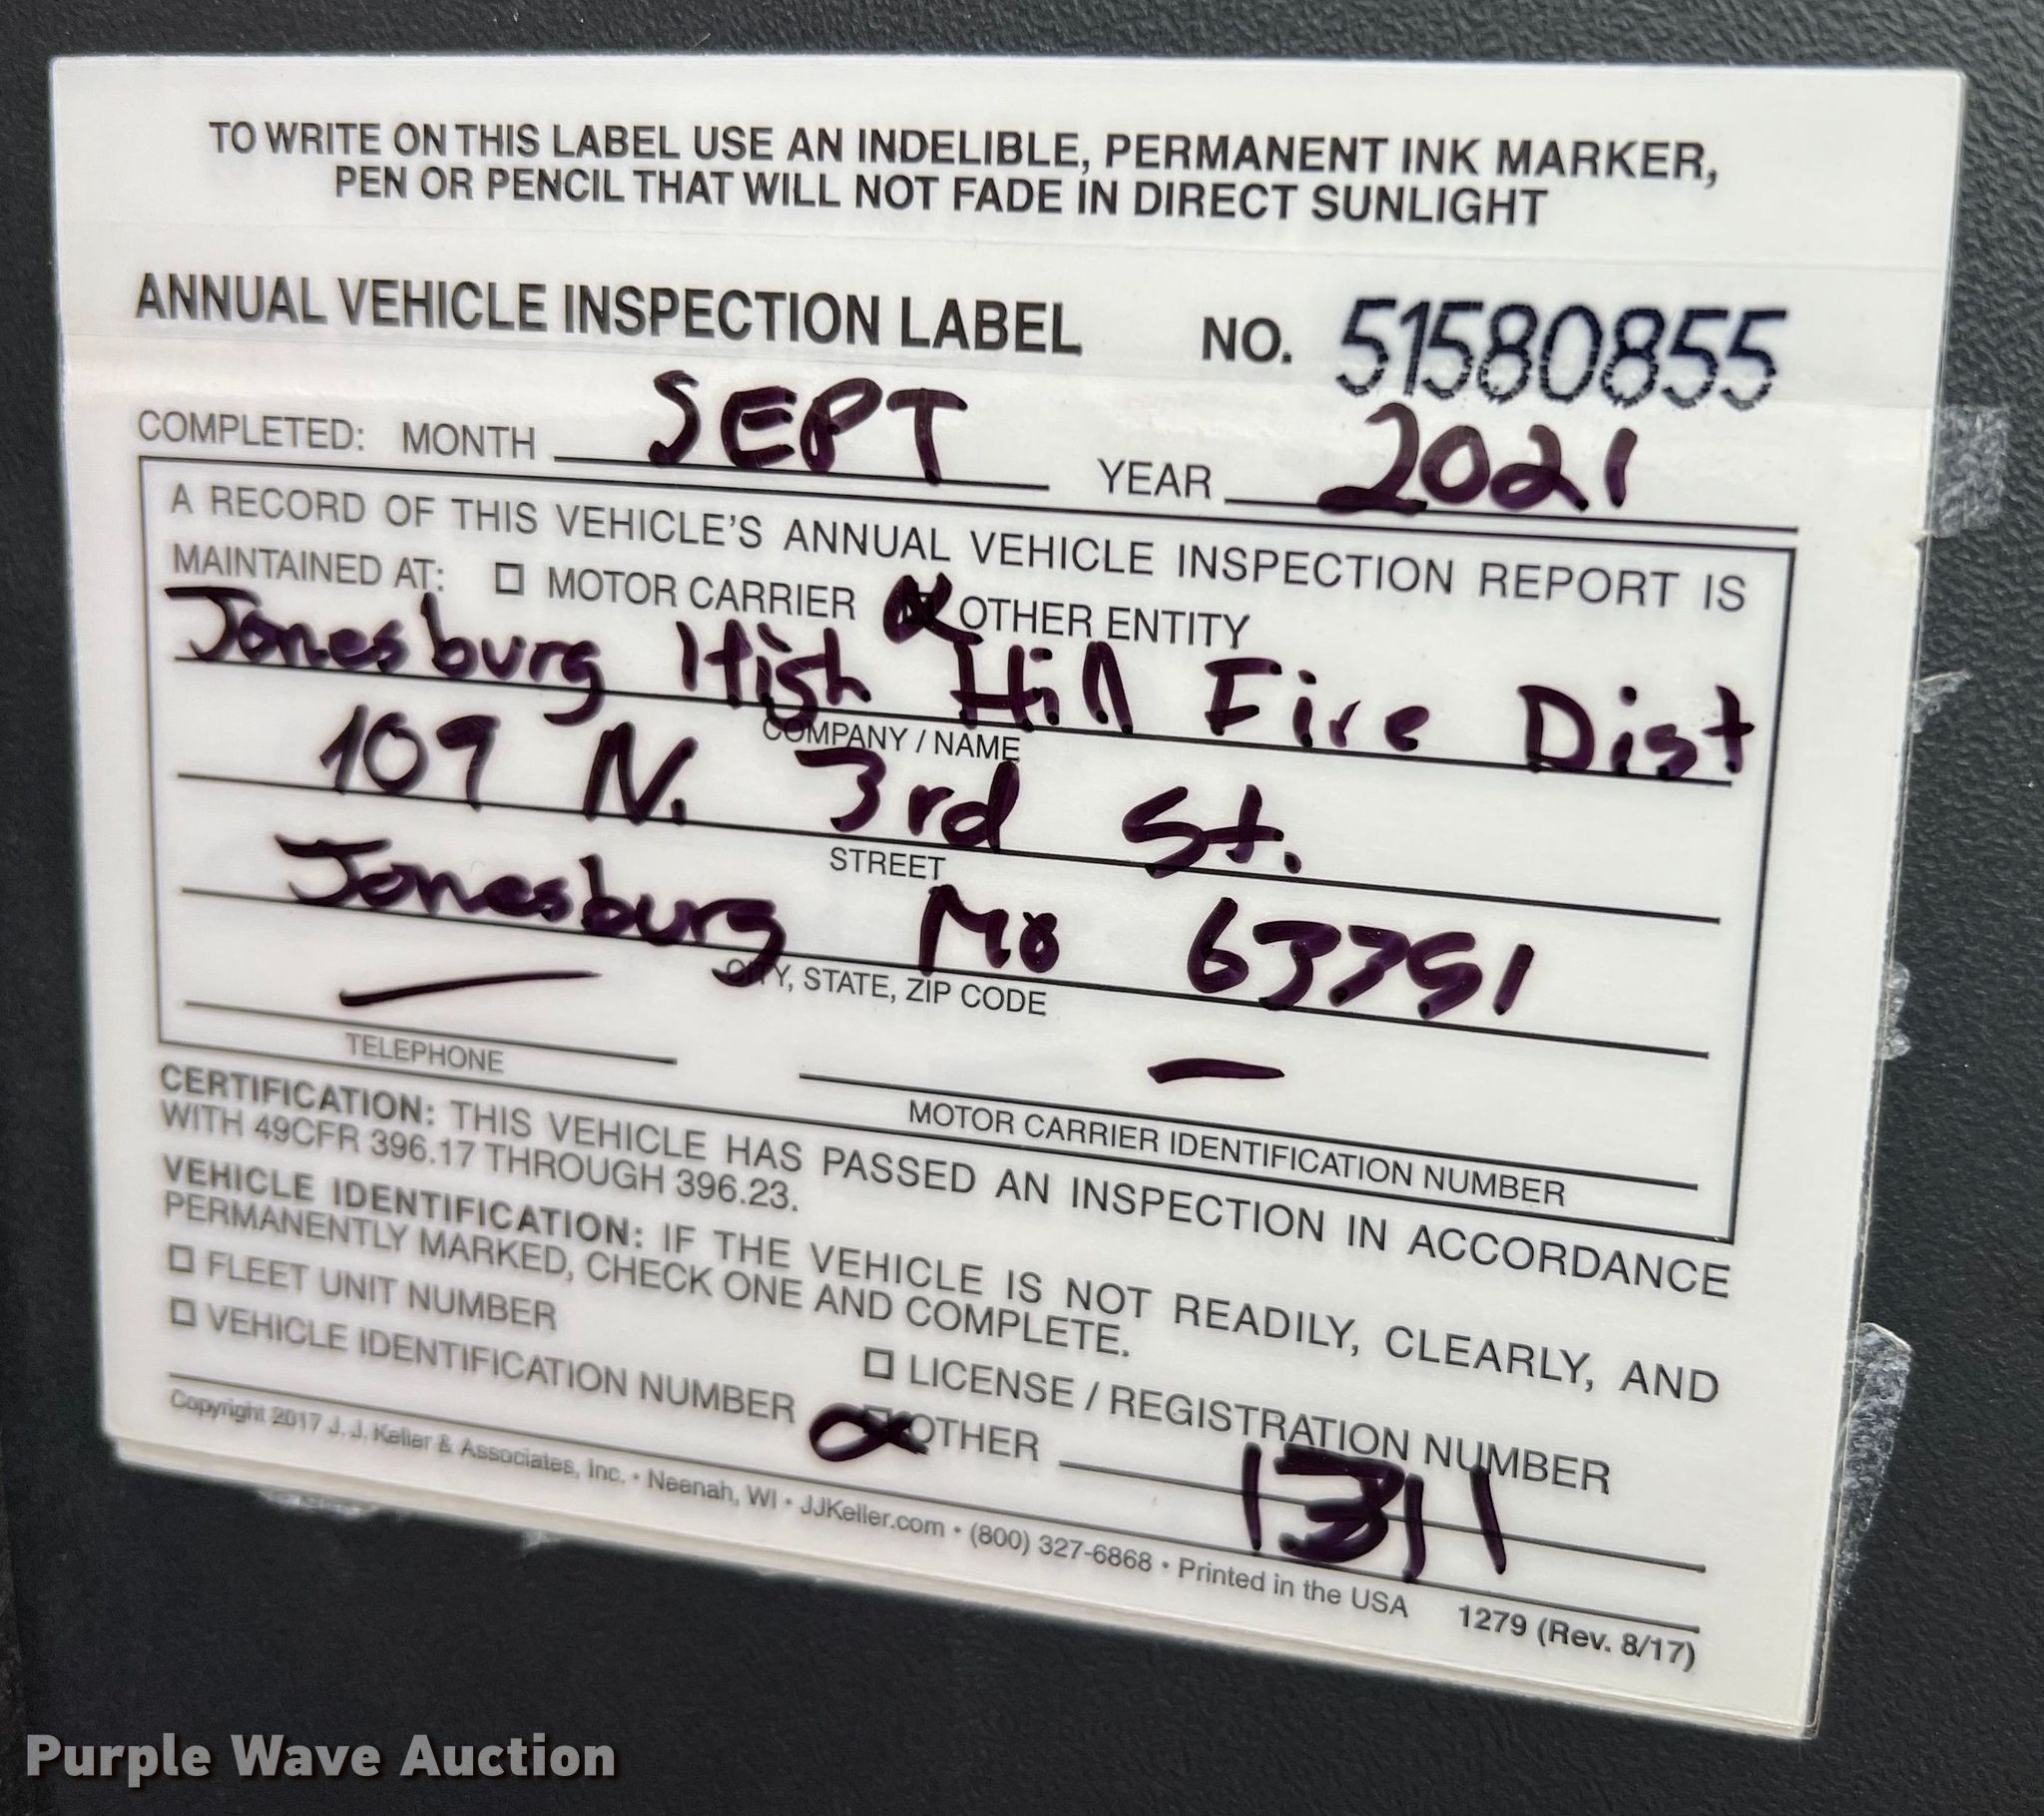 TO WRITE ON THIS LABEL USE AN INDELIBLE, PERMANENT INK MARKER,
PEN OR PENCIL THAT WILL NOT FADE IN DIRECT SUNLIGHT
ANNUAL VEHICLE INSPECTION LABEL NO. 51580855
COMPLETED: MONTH SEPT YEAR 2021
A RECORD OF THIS VEHICLE'S ANNUAL VEHICLE INSPECTION REPORT IS
MAINTAINED AT: ☐ MOTOR CARRIER ☒ OTHER ENTITY
Jonesburg High Hill Fire Dist
COMPANY / NAME
109 N. 3rd St.
STREET
Jonesburg Mo 63351
CITY, STATE, ZIP CODE
— —
TELEPHONE MOTOR CARRIER IDENTIFICATION NUMBER
CERTIFICATION: THIS VEHICLE HAS PASSED AN INSPECTION IN ACCORDANCE
WITH 49CFR 396.17 THROUGH 396.23.
VEHICLE IDENTIFICATION: IF THE VEHICLE IS NOT READILY, CLEARLY, AND
PERMANENTLY MARKED, CHECK ONE AND COMPLETE.
☐ FLEET UNIT NUMBER ☐ LICENSE / REGISTRATION NUMBER
☐ VEHICLE IDENTIFICATION NUMBER ☒ OTHER 1311
Copyright 2017 J. J. Keller & Associates, Inc. • Neenah, WI • JJKeller.com • (800) 327-6868 • Printed in the USA 1279 (Rev. 8/17)
Purple Wave Auction